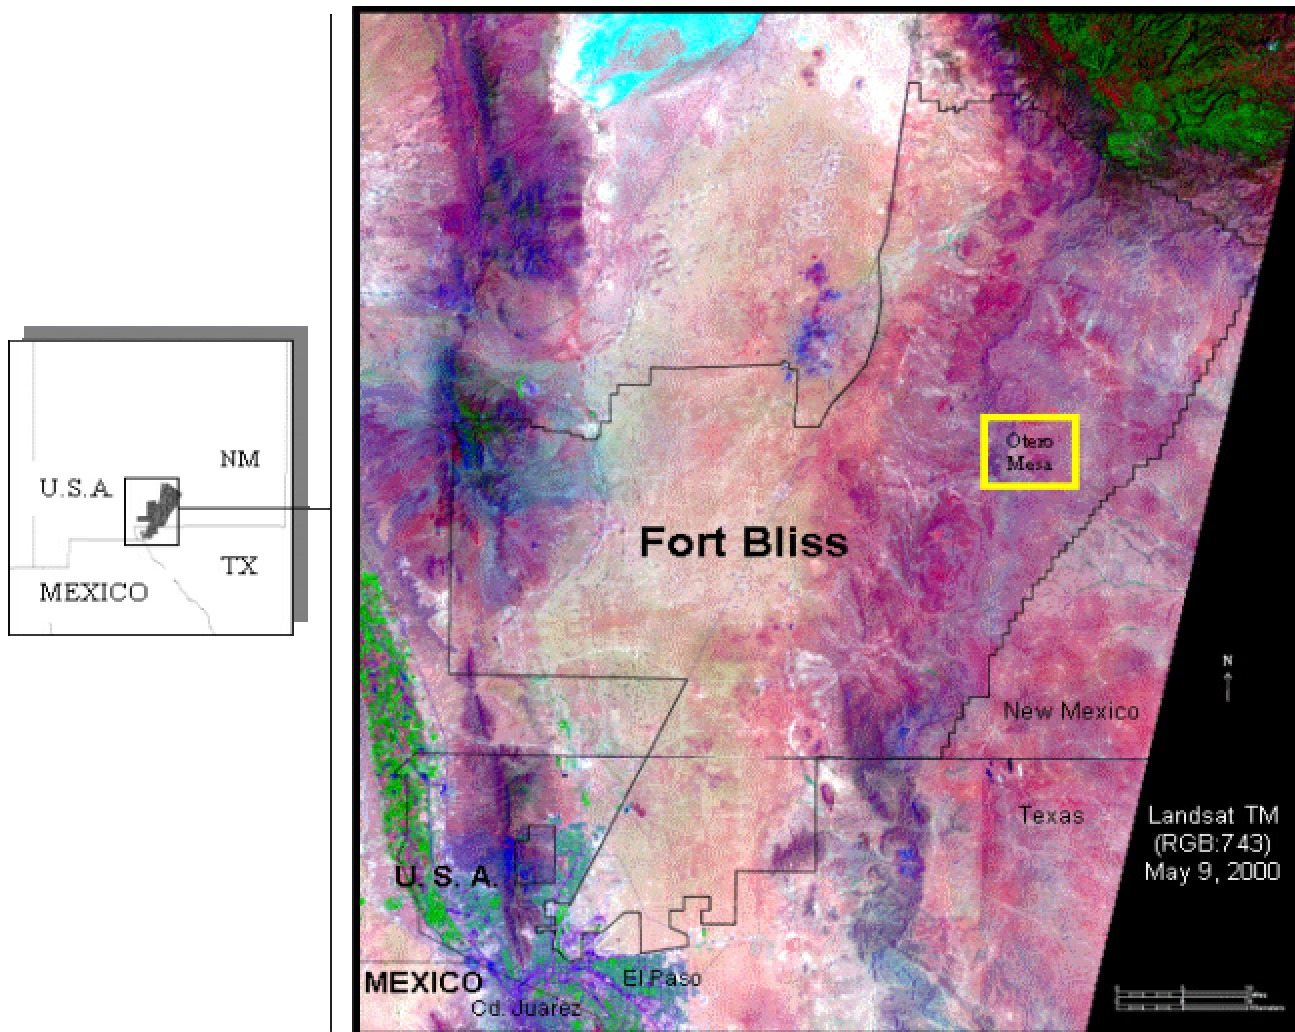 NM
U.S.A.
TX
MEXICO
Otero
Mesa
Fort Bliss
N
New Mexico
Texas
Landsat TM
(RGB:743)
May 9, 2000
U. S. A.
MEXICO
El Paso
Cd. Juarez